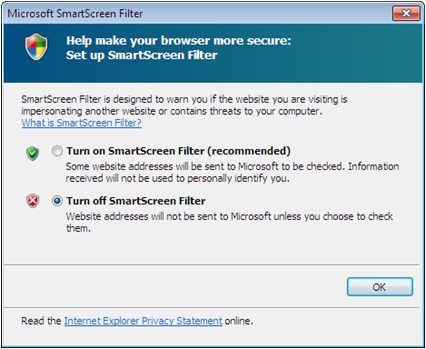 Microsoft SmartScreen Filter
Help make your browser more secure:
Set up SmartScreen Filter
SmartScreen Filter is designed to warn you if the website you are visiting is
impersonating another website or contains threats to your computer.
What is SmartScreen Filter?
Turn on SmartScreen Filter (recommended)
Some website addresses will be sent to Microsoft to be checked. Information
received will not be used to personally identify you.
Turn off SmartScreen Filter
Website addresses will not be sent to Microsoft unless you choose to check
them.
OK
Read the Internet Explorer Privacy Statement online.